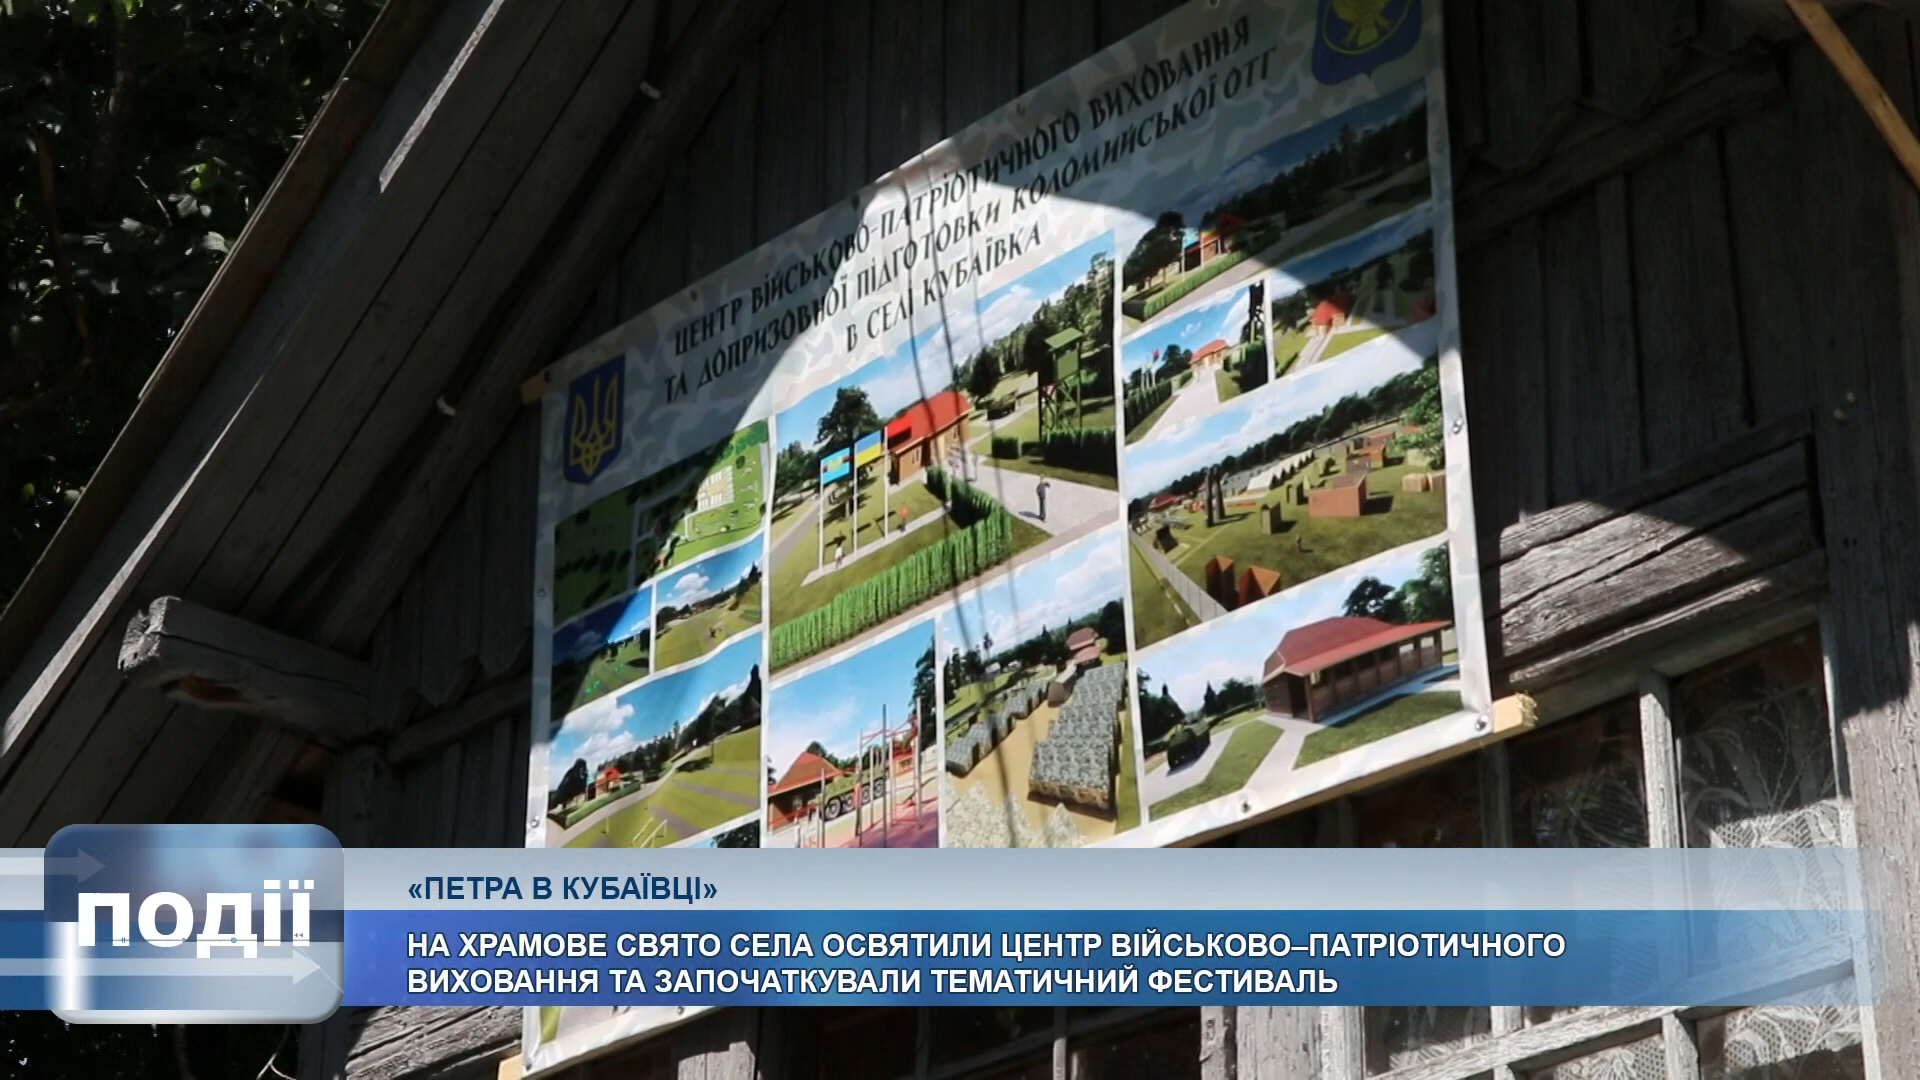 ЦЕНТР ВІЙСЬКОВО-ПАТРІОТИЧНОГО ВИХОВАННЯ
ТА ДОПРИЗОВНОЇ ПІДГОТОВКИ КОЛОМИЙСЬКОЇ ОТГ
В СЕЛІ КУБАЇВКА
події
«ПЕТРА В КУБАЇВЦІ»
НА ХРАМОВЕ СВЯТО СЕЛА ОСВЯТИЛИ ЦЕНТР ВІЙСЬКОВО–ПАТРІОТИЧНОГО
ВИХОВАННЯ ТА ЗАПОЧАТКУВАЛИ ТЕМАТИЧНИЙ ФЕСТИВАЛЬ